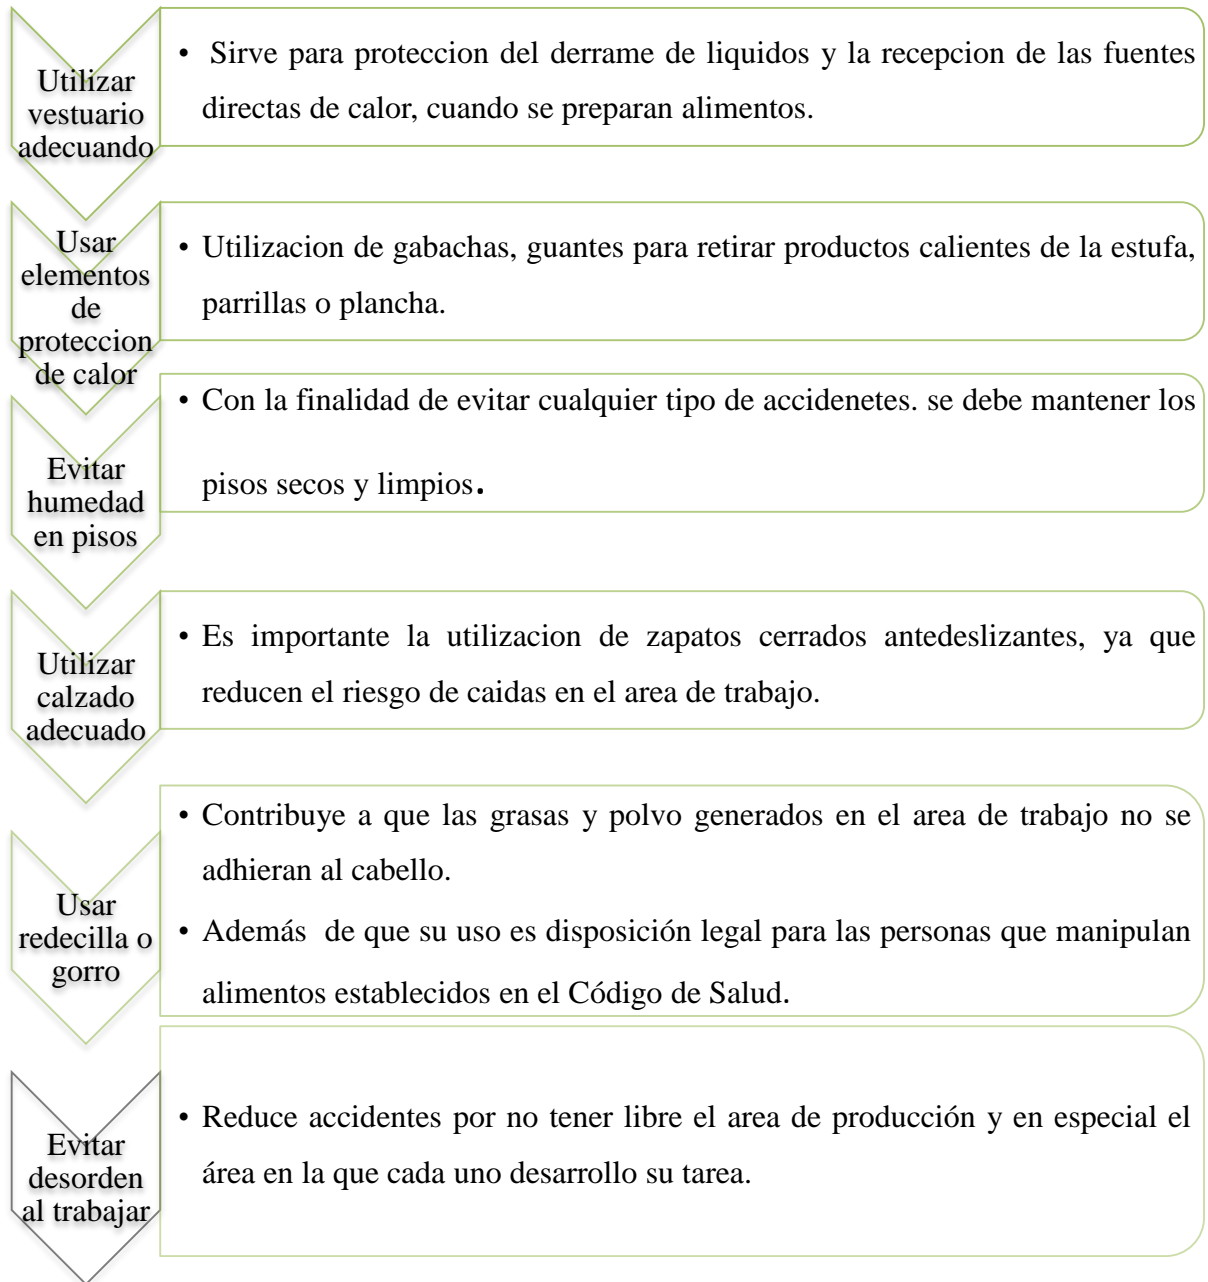 Utilizar
vestuario
adecuando
• Sirve para proteccion del derrame de liquidos y la recepcion de las fuentes
directas de calor, cuando se preparan alimentos.
Usar
elementos
de
proteccion
de calor
• Utilizacion de gabachas, guantes para retirar productos calientes de la estufa,
parrillas o plancha.
Evitar
humedad
en pisos
• Con la finalidad de evitar cualquier tipo de accidenetes. se debe mantener los
pisos secos y limpios.
Utilizar
calzado
adecuado
• Es importante la utilizacion de zapatos cerrados antedeslizantes, ya que
reducen el riesgo de caidas en el area de trabajo.
Usar
redecilla o
gorro
• Contribuye a que las grasas y polvo generados en el area de trabajo no se
adhieran al cabello.
• Además de que su uso es disposición legal para las personas que manipulan
alimentos establecidos en el Código de Salud.
Evitar
desorden
al trabajar
• Reduce accidentes por no tener libre el area de producción y en especial el
área en la que cada uno desarrollo su tarea.